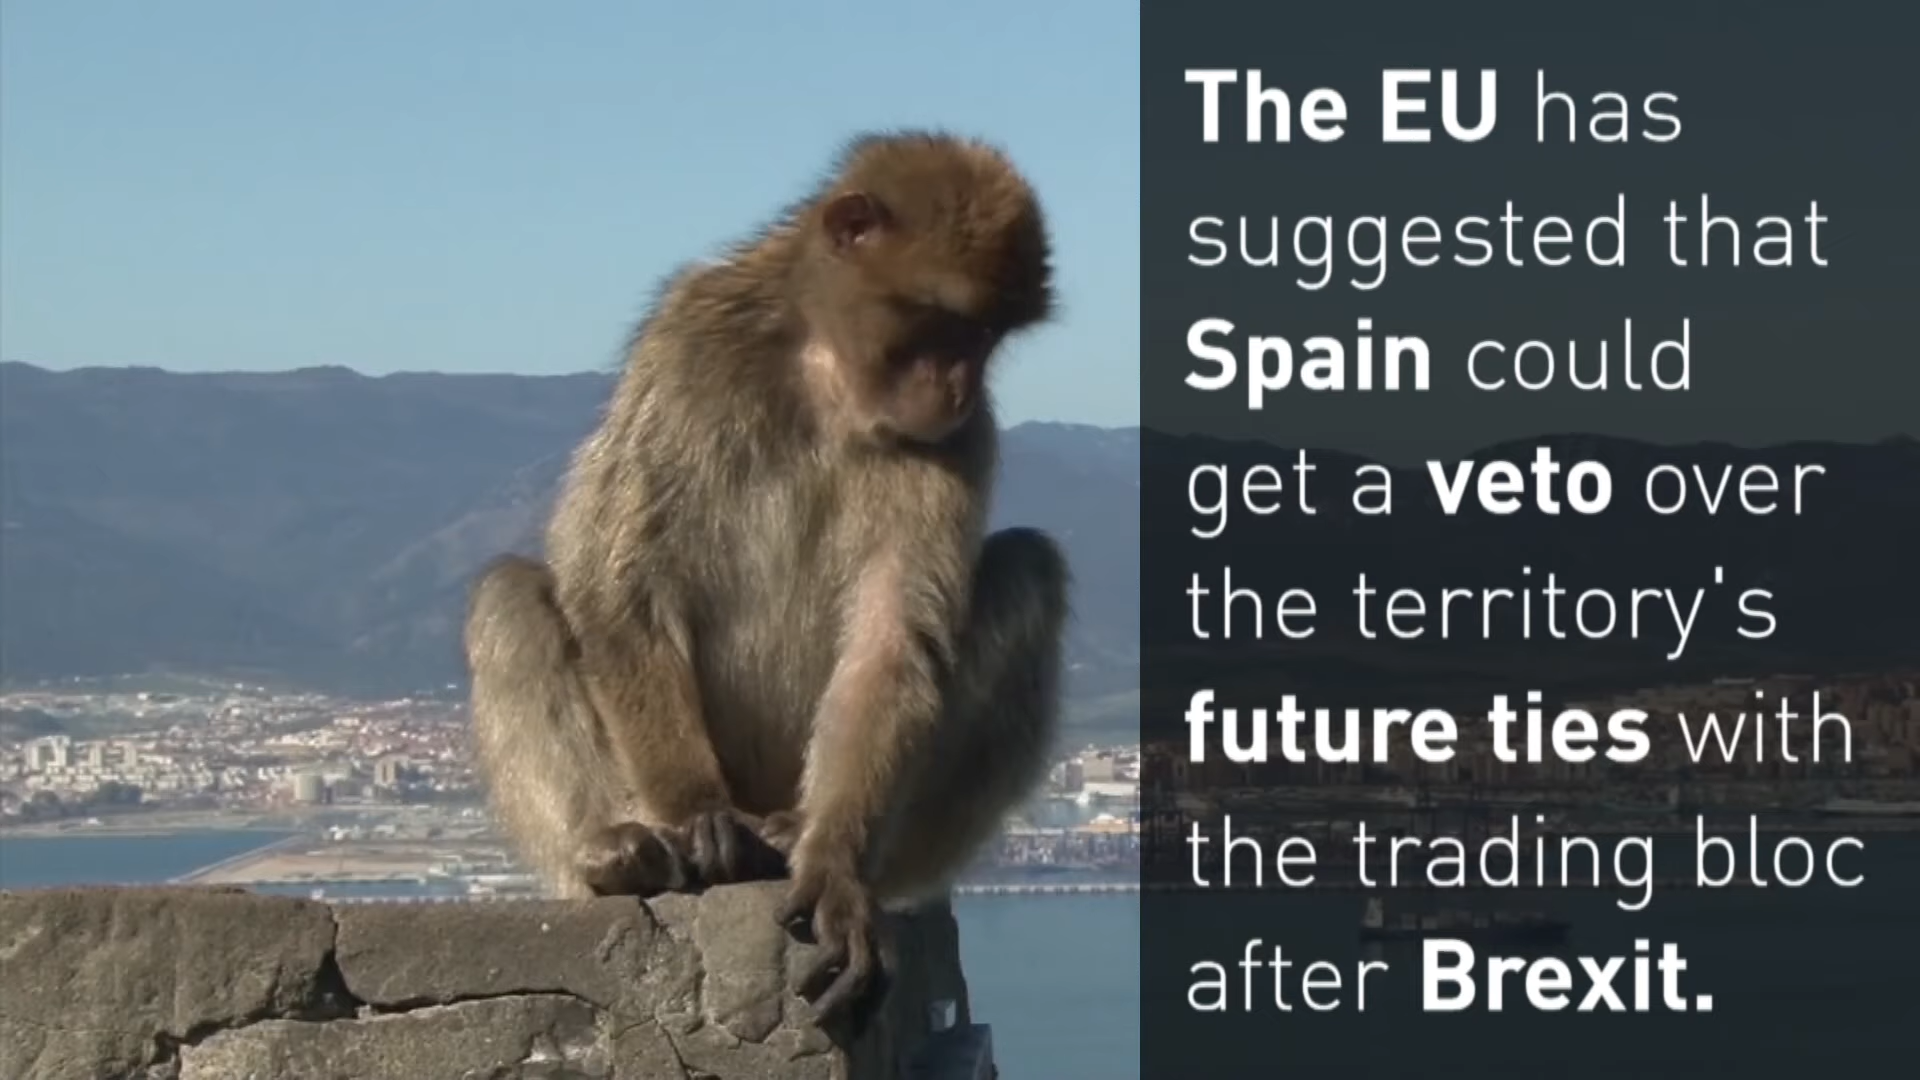 The EU has
suggested that
Spain could
get a veto over
the territory's
future ties with
the trading bloc
after Brexit.